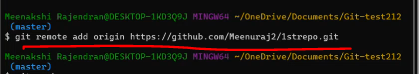 Meenakshi Rajendran@DESKTOP-1KD3Q9J MINGW64 ~/OneDrive/Documents/Git-test212
(master)
$ git remote add origin https://github.com/Meenuraj2/1strepo.git
Meenakshi Rajendran@DESKTOP-1KD3Q9J MINGW64 ~/OneDrive/Documents/Git-test212
(master)
$